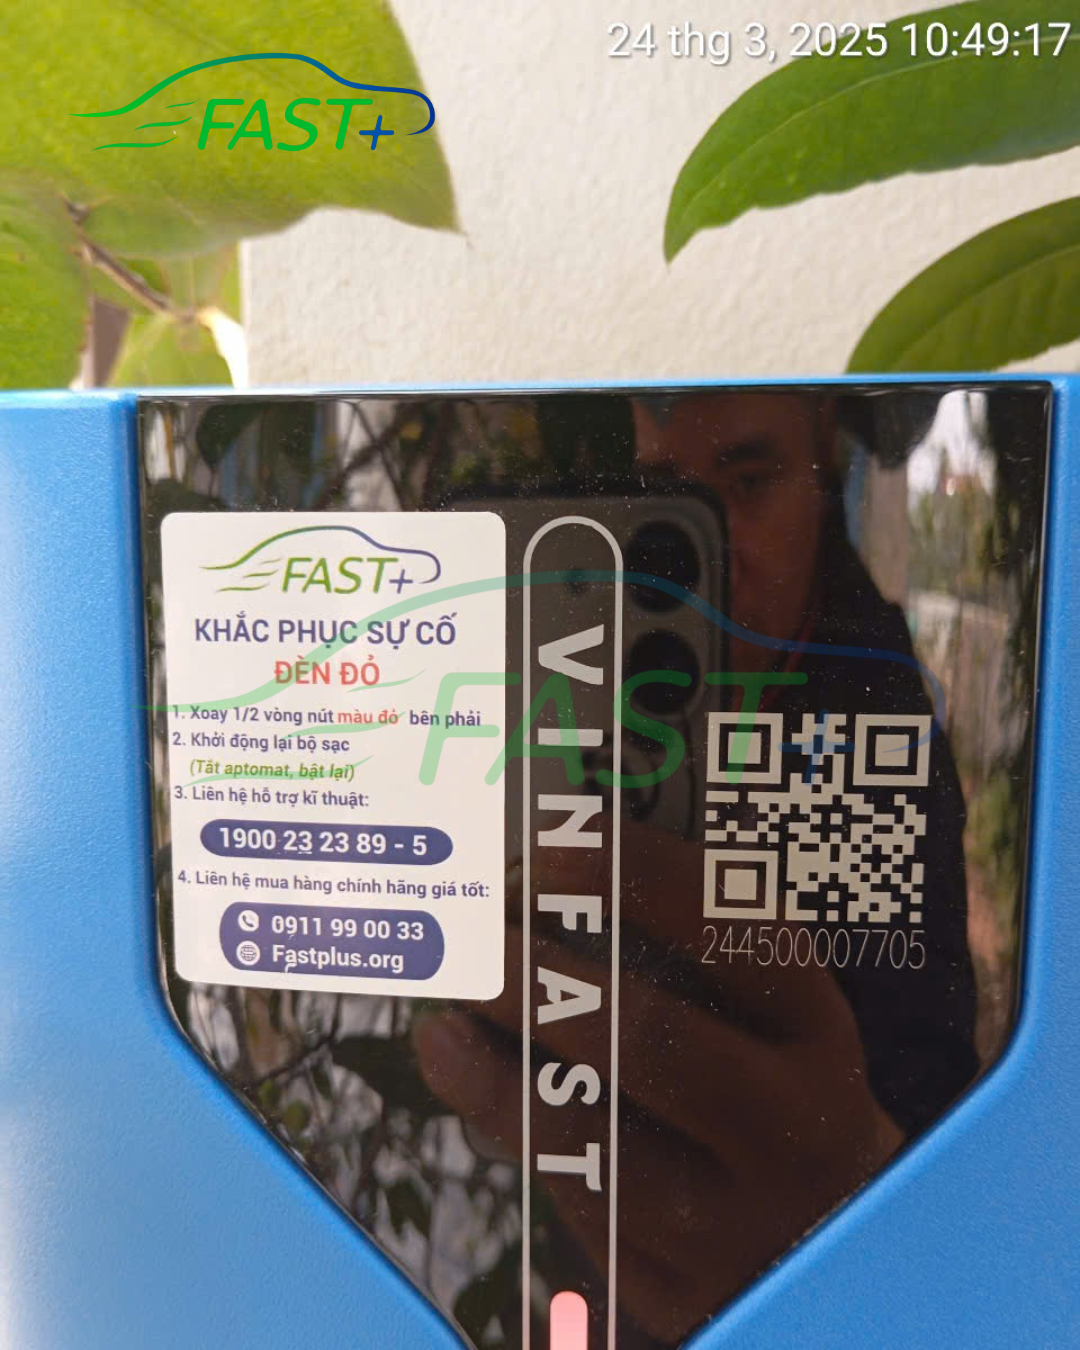 24 thg 3, 2025 10:49:17
FAST+
FAST+
KHẮC PHỤC SỰ CỐ
ĐÈN ĐỎ
1. Xoay 1/2 vòng nút màu đỏ bên phải
2. Khởi động lại bộ sạc
(Tắt aptomat, bật lại)
3. Liên hệ hỗ trợ kĩ thuật:
1900 23 23 89 - 5
4. Liên hệ mua hàng chính hãng giá tốt:
0911 99 00 33
Fastplus.org
VINFAST
FAST+
244500007705